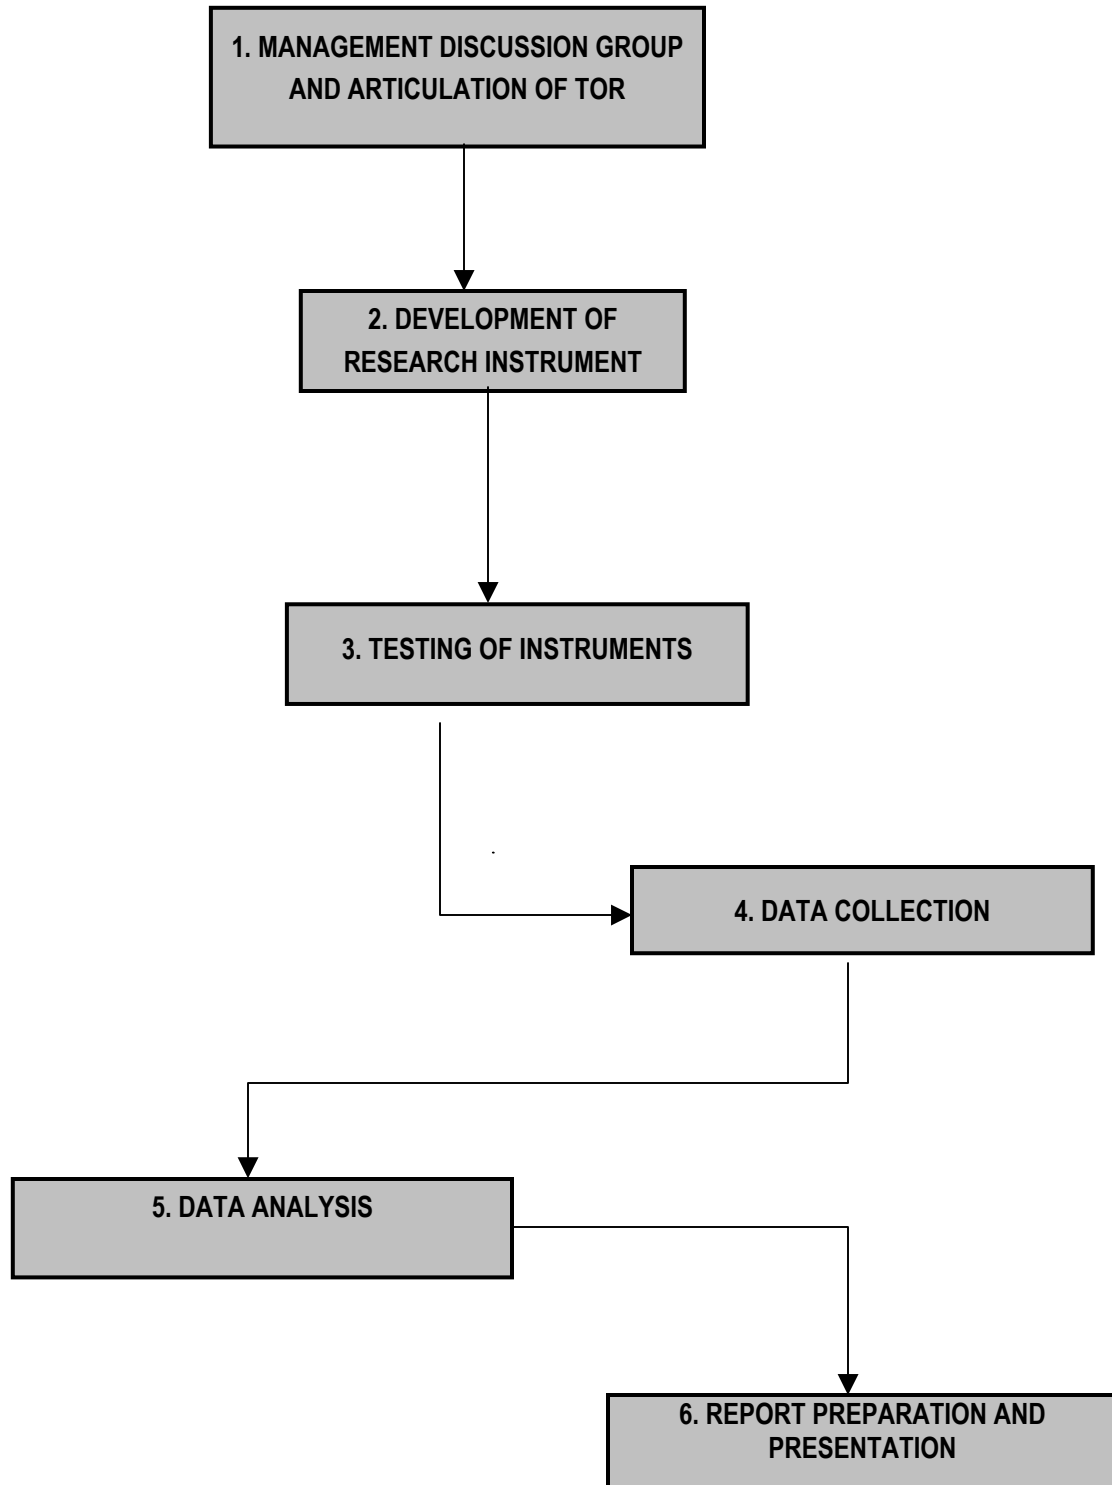 1. MANAGEMENT DISCUSSION GROUP
AND ARTICULATION OF TOR
2. DEVELOPMENT OF
RESEARCH INSTRUMENT
3. TESTING OF INSTRUMENTS
4. DATA COLLECTION
5. DATA ANALYSIS
6. REPORT PREPARATION AND
PRESENTATION